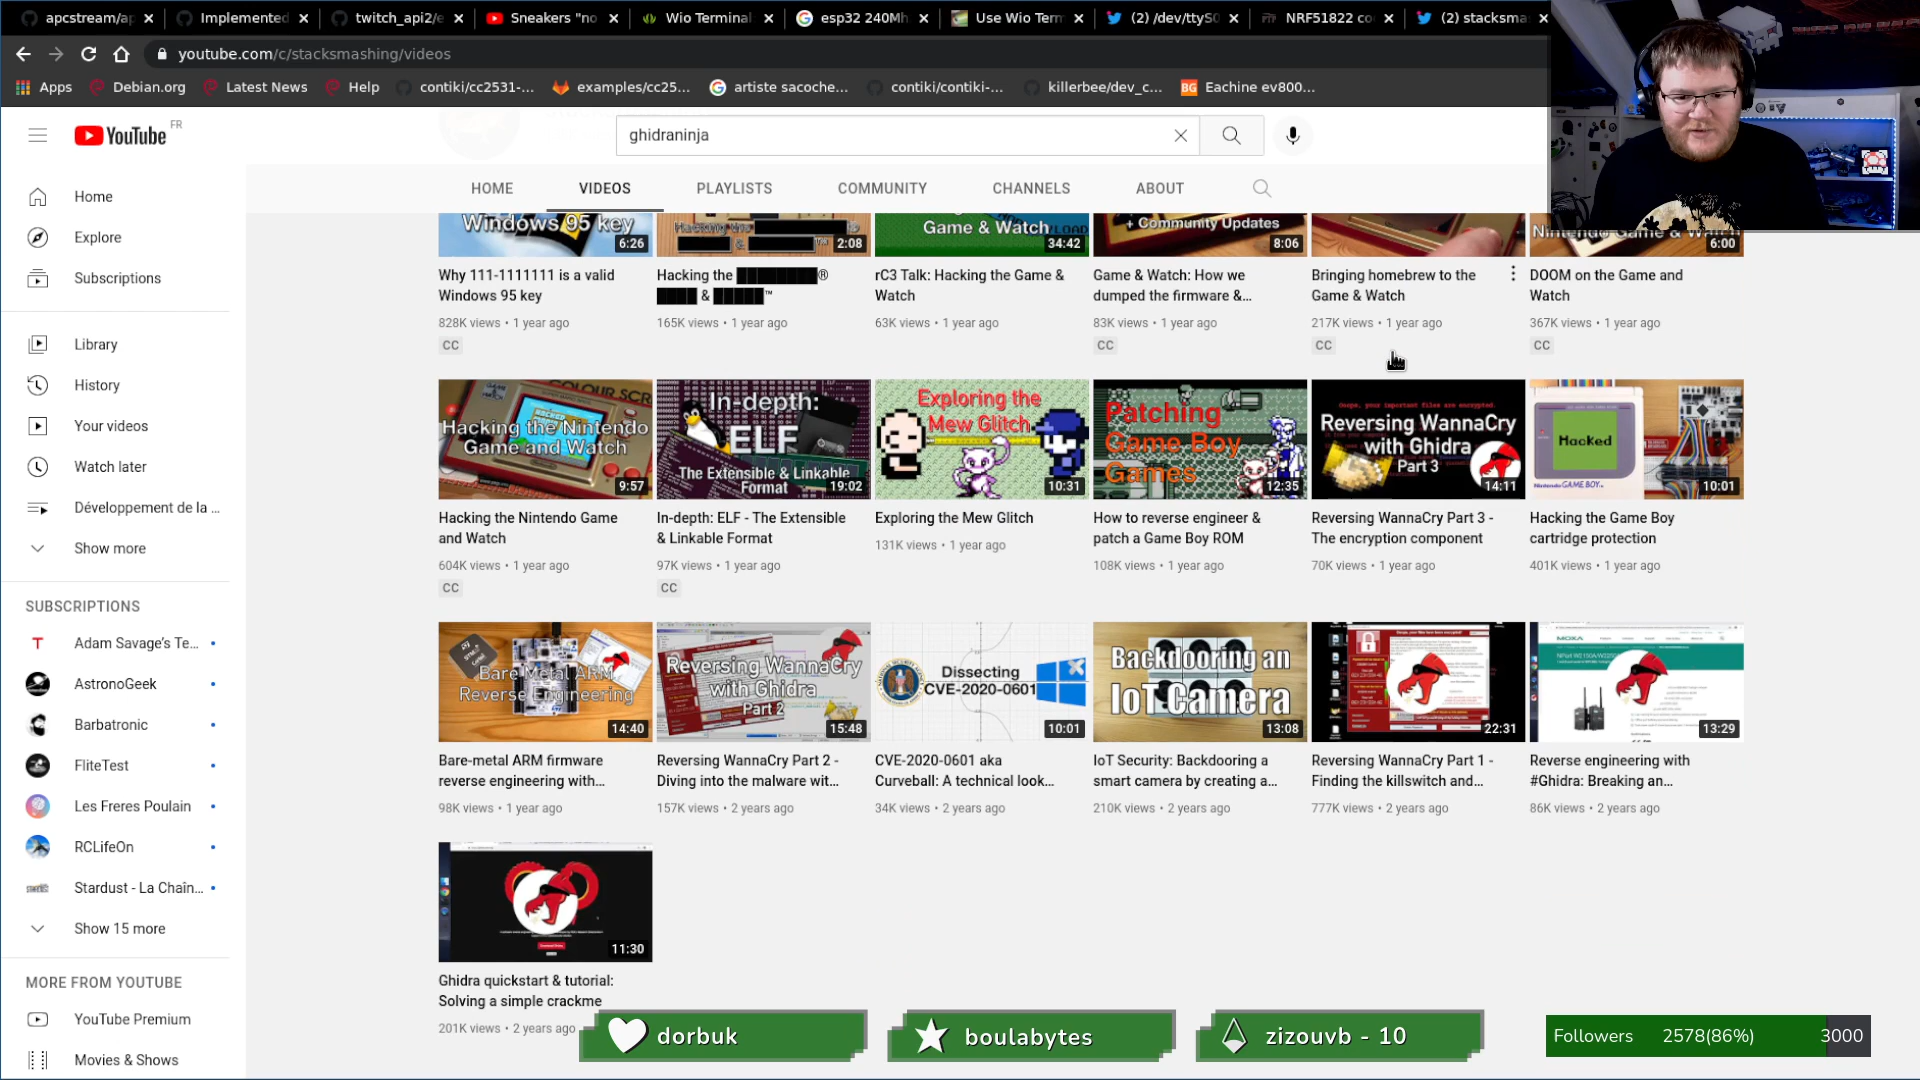 apcstream/ap
Implemented
twitch_api2/e
Sneakers "no
Wio Terminal
esp32 240Mh
Use Wio Term
(2) /dev/ttyS0
NRF51822 co
(2) stacksma
youtube.com/c/stacksmashing/videos
Apps
Debian.org
Latest News
Help
contiki/cc2531-...
examples/cc25...
artiste sacoche...
contiki/contiki-...
killerbee/dev_c...
BG
Eachine ev800...
YouTube
FR
ghidraninja
HOME
VIDEOS
PLAYLISTS
COMMUNITY
CHANNELS
ABOUT
Home
Explore
Subscriptions
Library
History
Your videos
Watch later
Développement de la ...
Show more
SUBSCRIPTIONS
Adam Savage's Te...
AstronoGeek
Barbatronic
FliteTest
Les Freres Poulain
RCLifeOn
Stardust - La Chaîn...
Show 15 more
MORE FROM YOUTUBE
YouTube Premium
Movies & Shows
Windows 95 key
6:26
Why 111-1111111 is a valid
Windows 95 key
828K views • 1 year ago
CC
Hacking the
&
2:08
Hacking the ████████®
████ & █████™
165K views • 1 year ago
Game & Watch
34:42
rC3 Talk: Hacking the Game &
Watch
63K views • 1 year ago
+ Community Updates
8:06
Game & Watch: How we
dumped the firmware &...
83K views • 1 year ago
CC
Bringing homebrew to the
Game & Watch
217K views • 1 year ago
CC
Nintendo Game & Watch
6:00
DOOM on the Game and
Watch
367K views • 1 year ago
CC
COLOUR SCR
Hacking the Nintendo
Game and Watch
9:57
Hacking the Nintendo Game
and Watch
604K views • 1 year ago
CC
In-depth:
ELF
The Extensible & Linkable
Format
19:02
In-depth: ELF - The Extensible
& Linkable Format
97K views • 1 year ago
CC
Exploring the
Mew Glitch
10:31
Exploring the Mew Glitch
131K views • 1 year ago
Patching
Game Boy
Games
12:35
How to reverse engineer &
patch a Game Boy ROM
108K views • 1 year ago
Ooops, your important files are encrypted.
Reversing WannaCry
with Ghidra
Part 3
14:11
Reversing WannaCry Part 3 -
The encryption component
70K views • 1 year ago
Hacked
Nintendo GAME BOY
10:01
Hacking the Game Boy
cartridge protection
401K views • 1 year ago
Bare Metal ARM
Reverse Engineering
14:40
Bare-metal ARM firmware
reverse engineering with...
98K views • 1 year ago
Reversing WannaCry
with Ghidra
Part 2
15:48
Reversing WannaCry Part 2 -
Diving into the malware wit...
157K views • 2 years ago
Dissecting
CVE-2020-0601
10:01
CVE-2020-0601 aka
Curveball: A technical look...
34K views • 2 years ago
Backdooring an
IoT Camera
13:08
IoT Security: Backdooring a
smart camera by creating a...
210K views • 2 years ago
22:31
Reversing WannaCry Part 1 -
Finding the killswitch and...
777K views • 2 years ago
MOXA
13:29
Reverse engineering with
#Ghidra: Breaking an...
86K views • 2 years ago
11:30
Ghidra quickstart & tutorial:
Solving a simple crackme
201K views • 2 years ago
dorbuk
boulabytes
zizouvb - 10
Followers 2578(86%) 3000